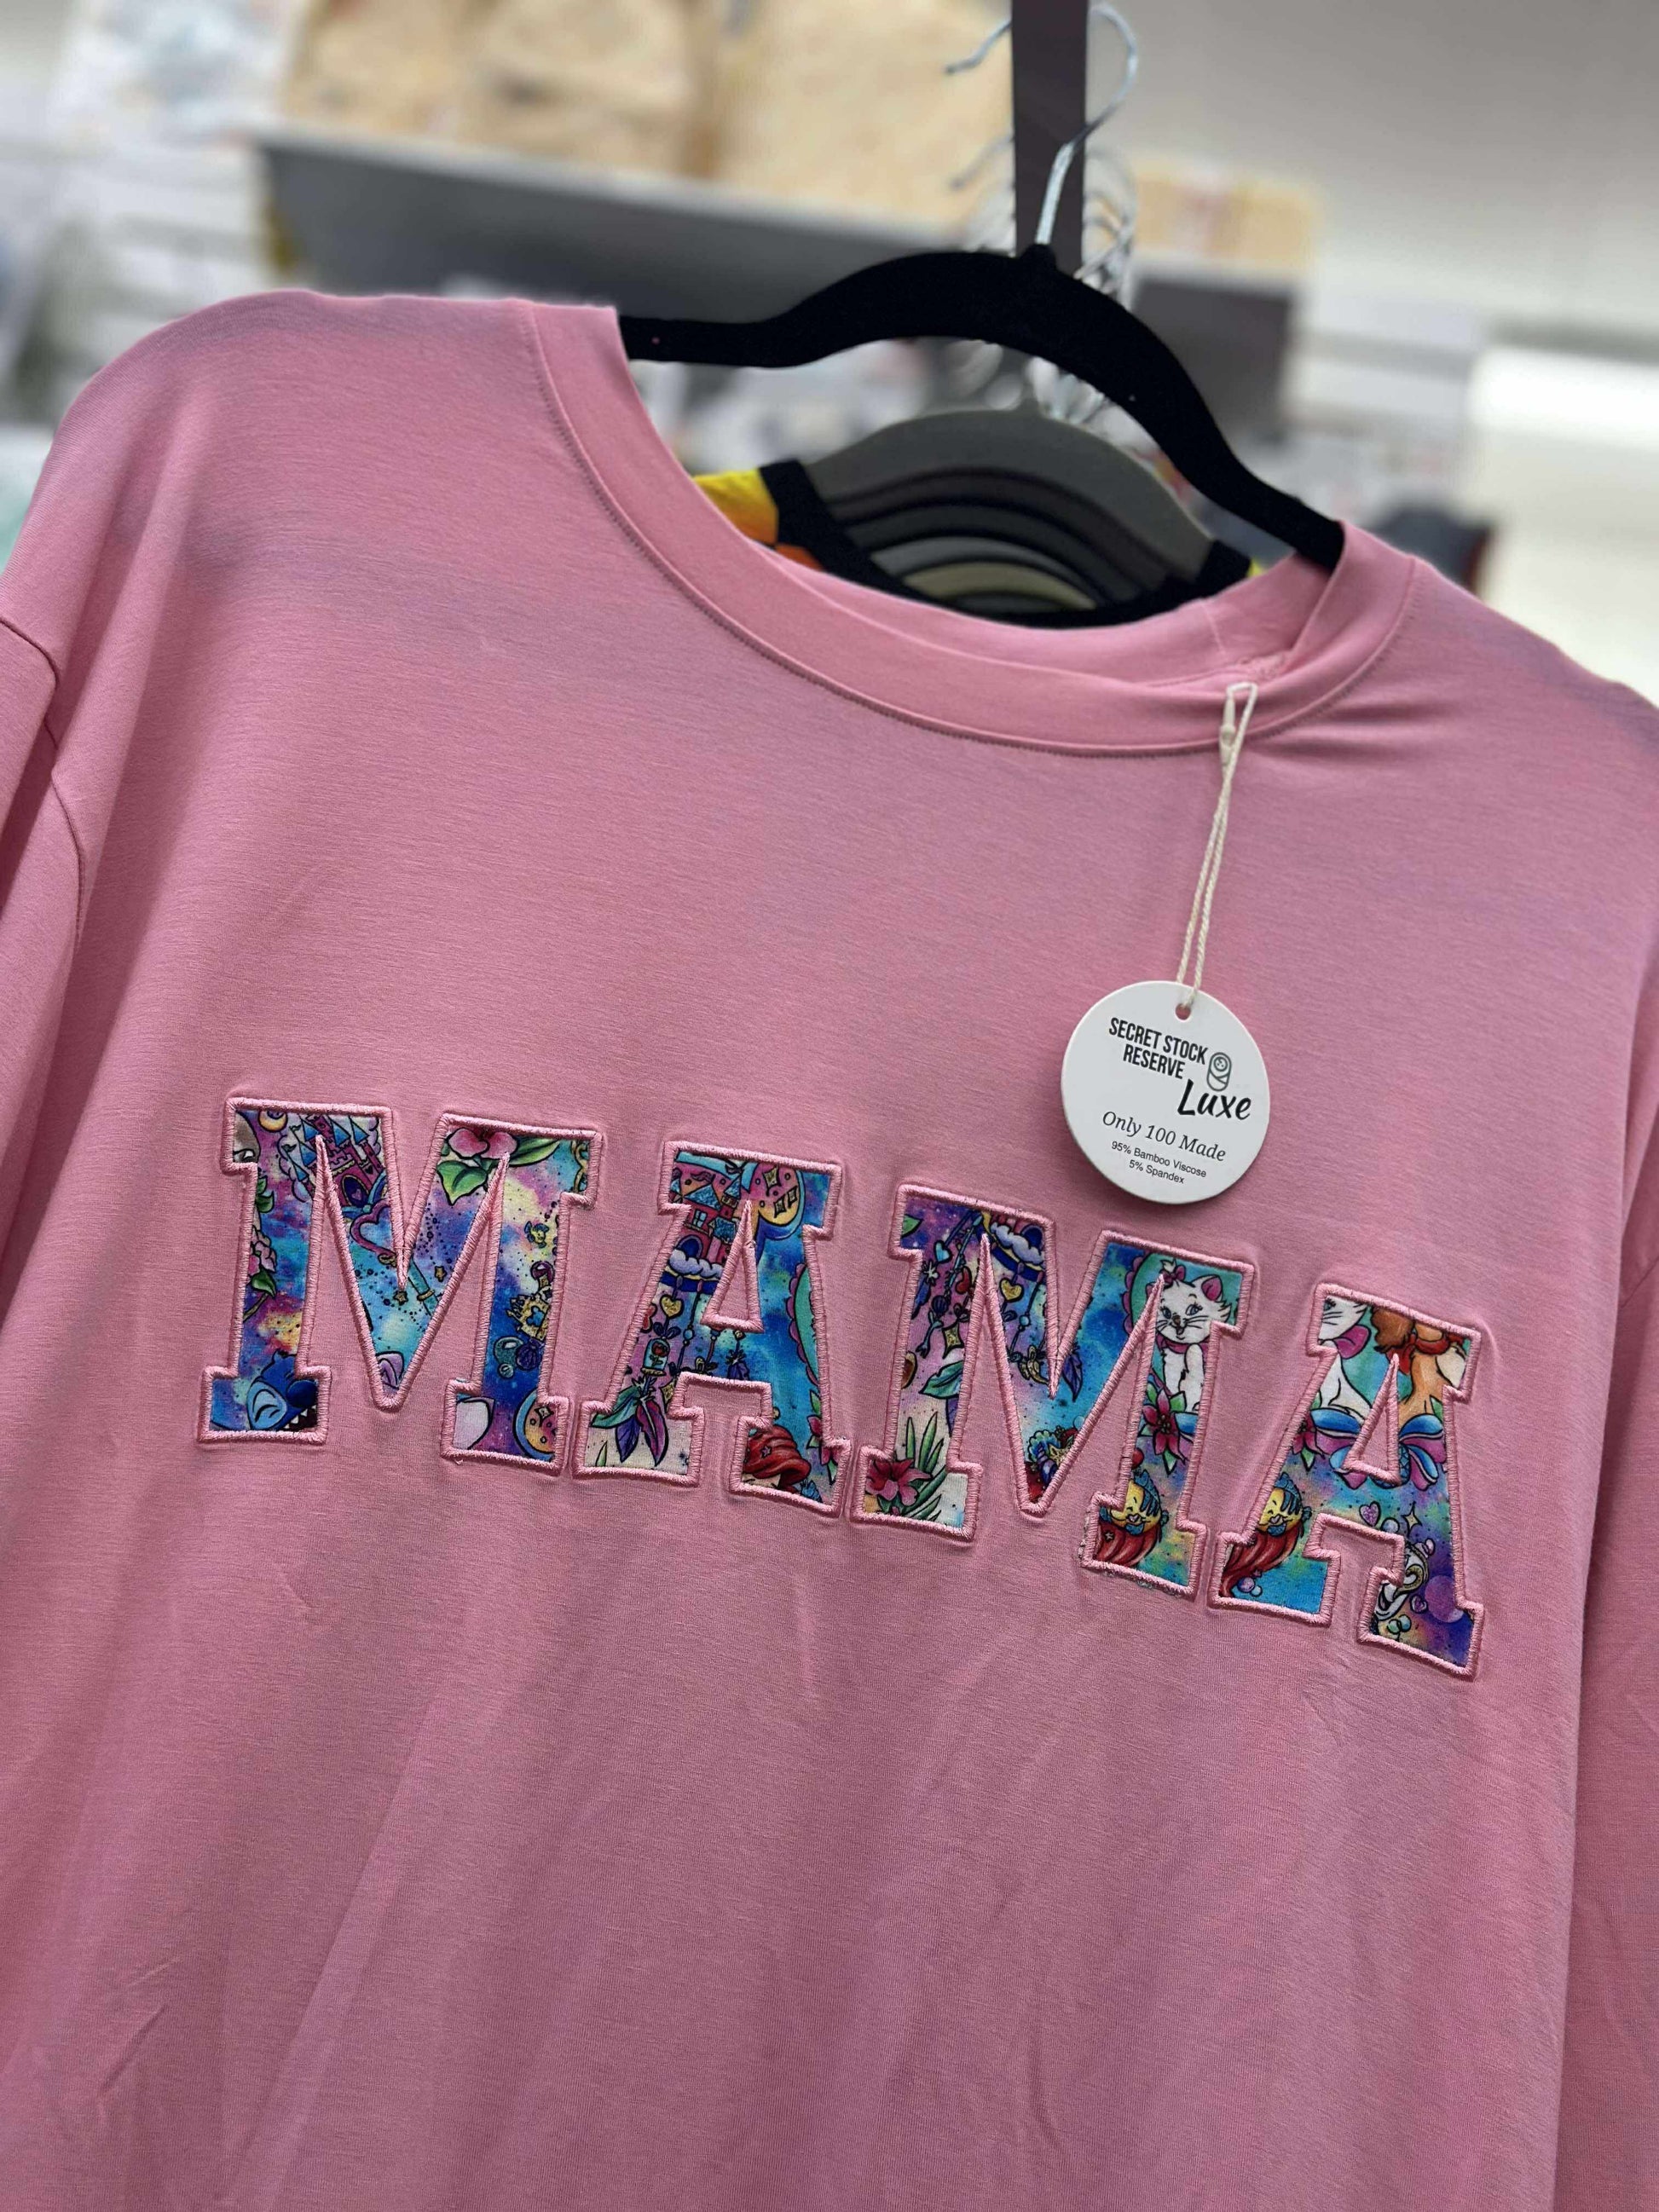 SECRET STOCK
RESERVE
Luxe
Only 100 Made
95% Bamboo Viscose
5% Spandex
MAMA